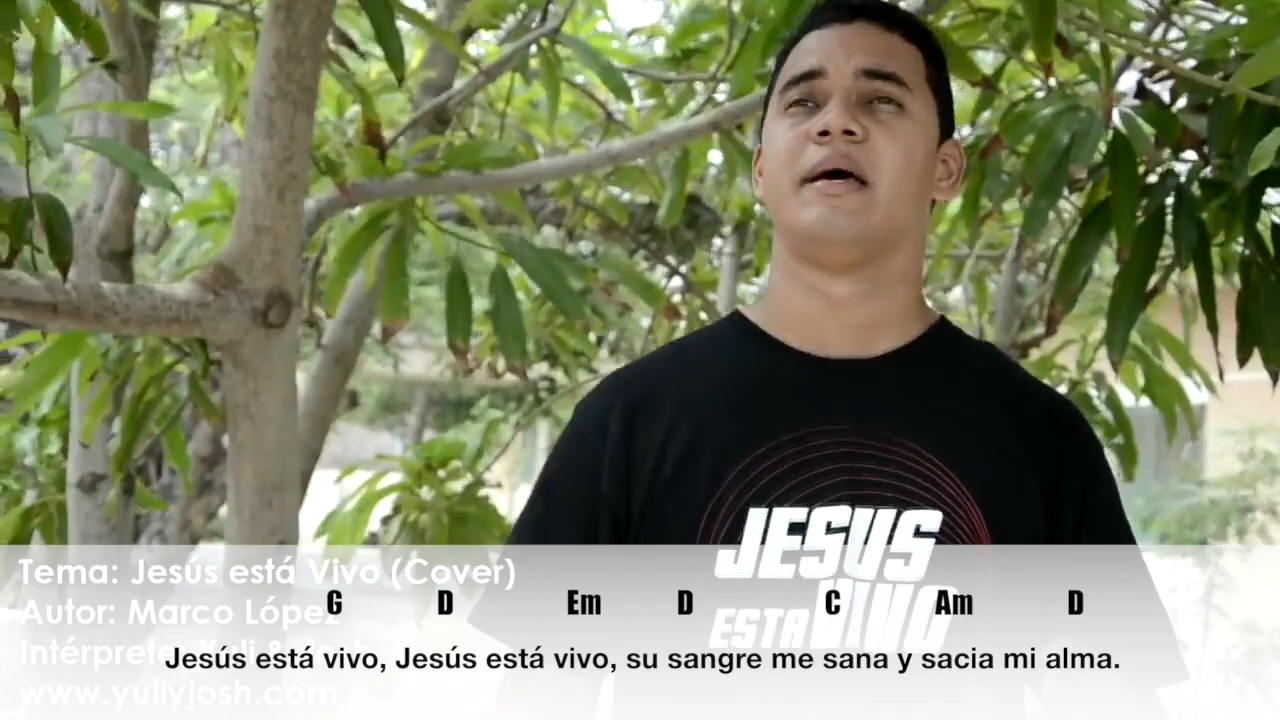 JESUS
ESTA VIVO
Tema: Jesús está Vivo (Cover)
Autor: Marco López
G D Em D C Am D
Intérprete: Yuli &
Jesús está vivo, Jesús está vivo, su sangre me sana y sacia mi alma.
www.yuliyjosh.com